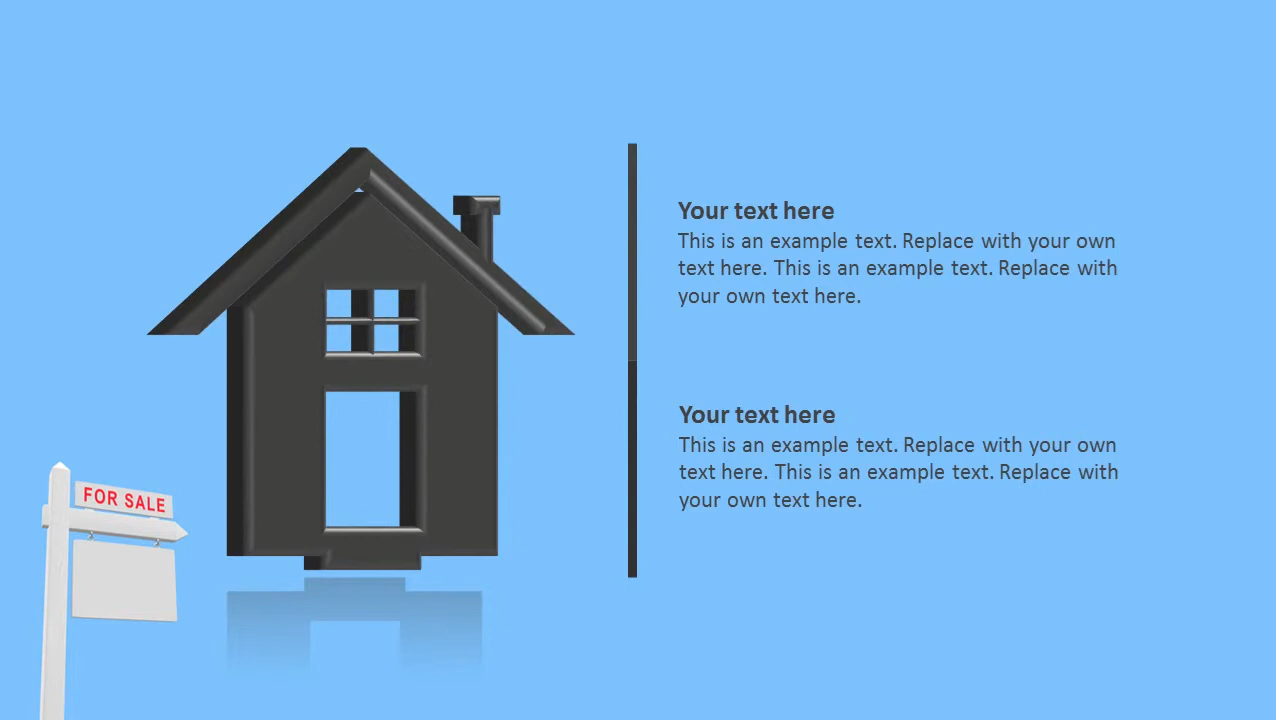 Your text here
This is an example text. Replace with your own
text here. This is an example text. Replace with
your own text here.
Your text here
This is an example text. Replace with your own
text here. This is an example text. Replace with
your own text here.
FOR SALE